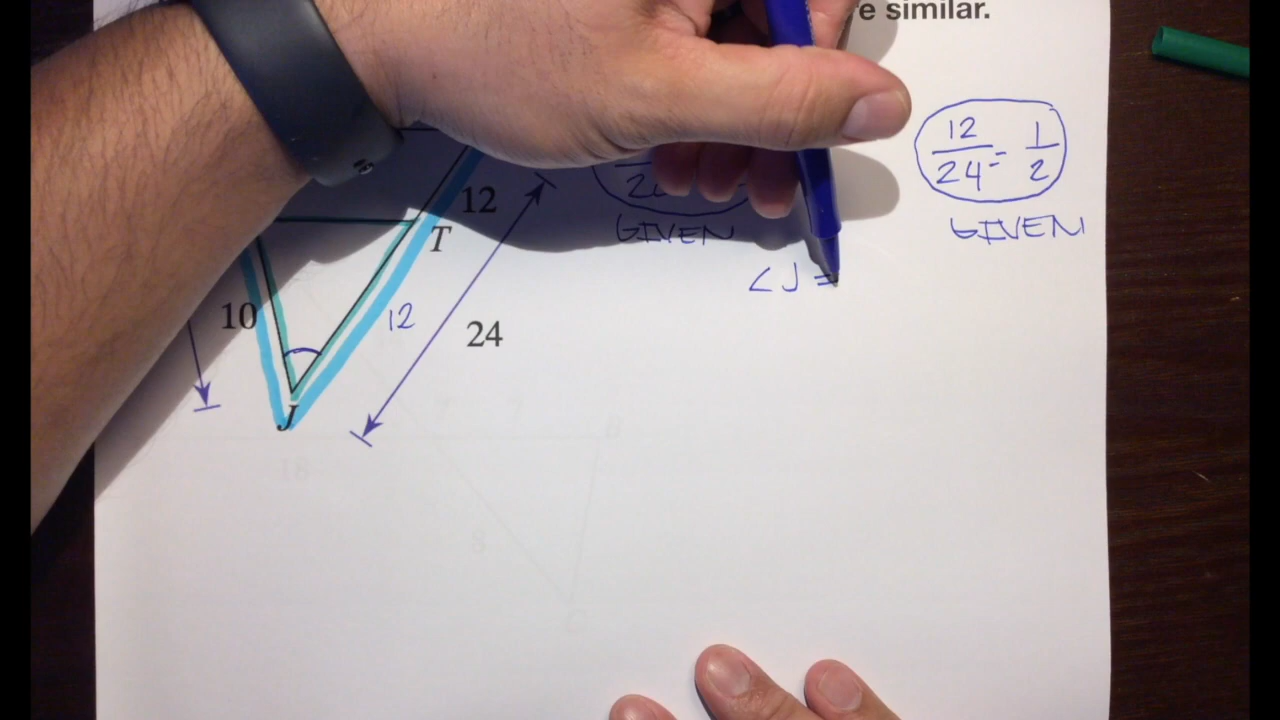 e similar.
12/24 = 1/2
GIVEN
GIVEN
12
T
10
12
24
J
∠J =